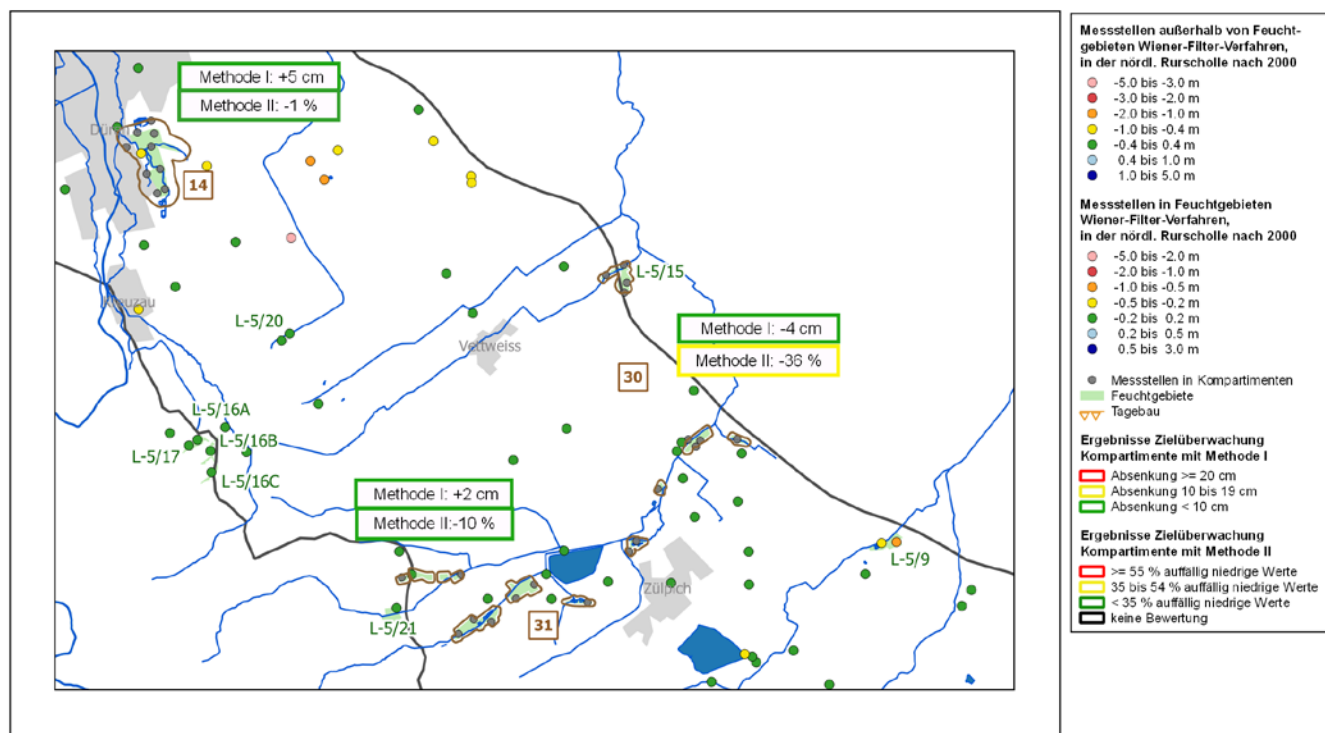 Methode I: +5 cm
Methode II: -1 %
Düren
14
L-5/15
Kreuzau
L-5/20
Vettweiss
Methode I: -4 cm
Methode II: -36 %
30
L-5/16A
L-5/16B
L-5/17
L-5/16C
Methode I: +2 cm
Methode II:-10 %
L-5/9
Zülpich
L-5/21
31
Messstellen außerhalb von Feucht-
gebieten Wiener-Filter-Verfahren,
in der nördl. Rurscholle nach 2000
-5.0 bis -3.0 m
-3.0 bis -2.0 m
-2.0 bis -1.0 m
-1.0 bis -0.4 m
-0.4 bis 0.4 m
0.4 bis 1.0 m
1.0 bis 5.0 m
Messstellen in Feuchtgebieten
Wiener-Filter-Verfahren,
in der nördl. Rurscholle nach 2000
-5.0 bis -2.0 m
-2.0 bis -1.0 m
-1.0 bis -0.5 m
-0.5 bis -0.2 m
-0.2 bis 0.2 m
0.2 bis 0.5 m
0.5 bis 3.0 m
Messstellen in Kompartimenten
Feuchtgebiete
Tagebau
Ergebnisse Zielüberwachung
Kompartimente mit Methode I
Absenkung >= 20 cm
Absenkung 10 bis 19 cm
Absenkung < 10 cm
Ergebnisse Zielüberwachung
Kompartimente mit Methode II
>= 55 % auffällig niedrige Werte
35 bis 54 % auffällig niedrige Werte
< 35 % auffällig niedrige Werte
keine Bewertung